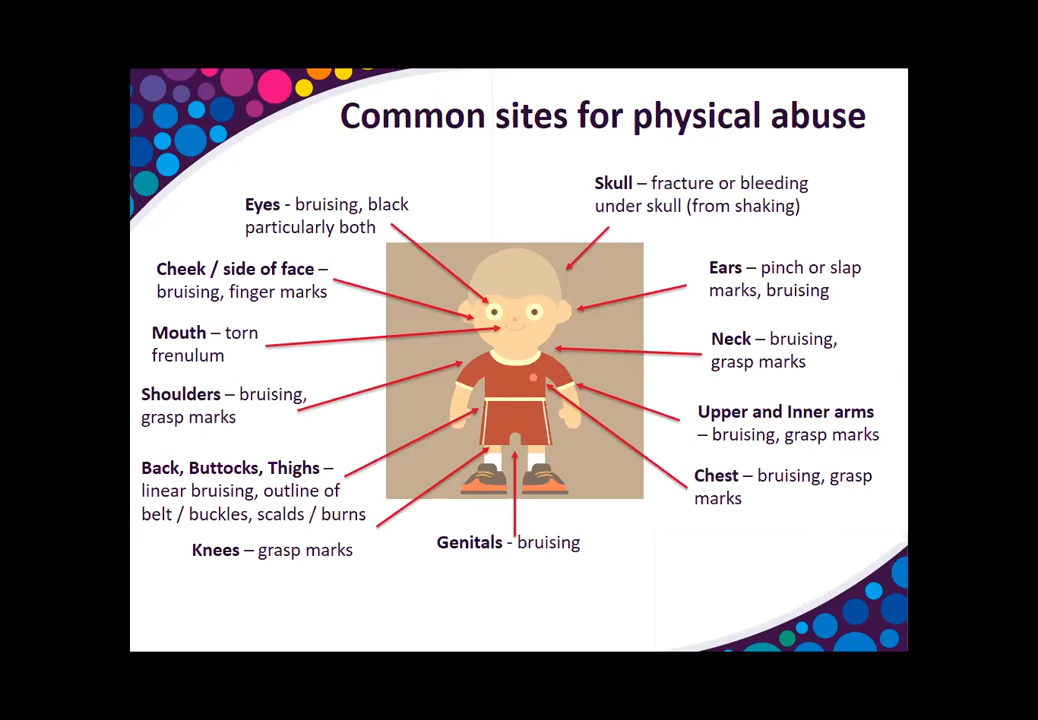 Common sites for physical abuse
Skull – fracture or bleeding
under skull (from shaking)
Eyes - bruising, black
particularly both
Cheek / side of face –
bruising, finger marks
Ears – pinch or slap
marks, bruising
Mouth – torn
frenulum
Neck – bruising,
grasp marks
Shoulders – bruising,
grasp marks
Upper and Inner arms
– bruising, grasp marks
Back, Buttocks, Thighs –
linear bruising, outline of
belt / buckles, scalds / burns
Chest – bruising, grasp
marks
Knees – grasp marks
Genitals - bruising